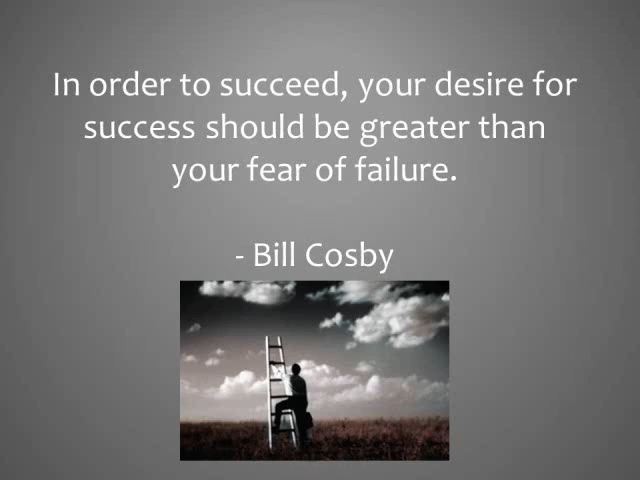 In order to succeed, your desire for
success should be greater than
your fear of failure.
- Bill Cosby